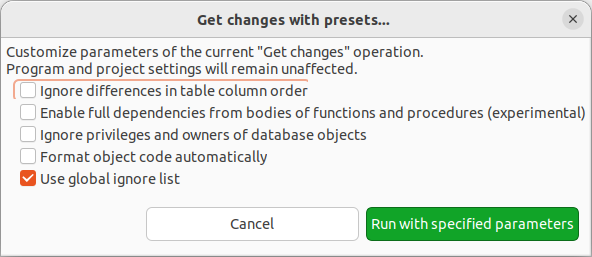 Get changes with presets...
Customize parameters of the current "Get changes" operation.
Program and project settings will remain unaffected.
Ignore differences in table column order
Enable full dependencies from bodies of functions and procedures (experimental)
Ignore privileges and owners of database objects
Format object code automatically
Use global ignore list
Cancel
Run with specified parameters